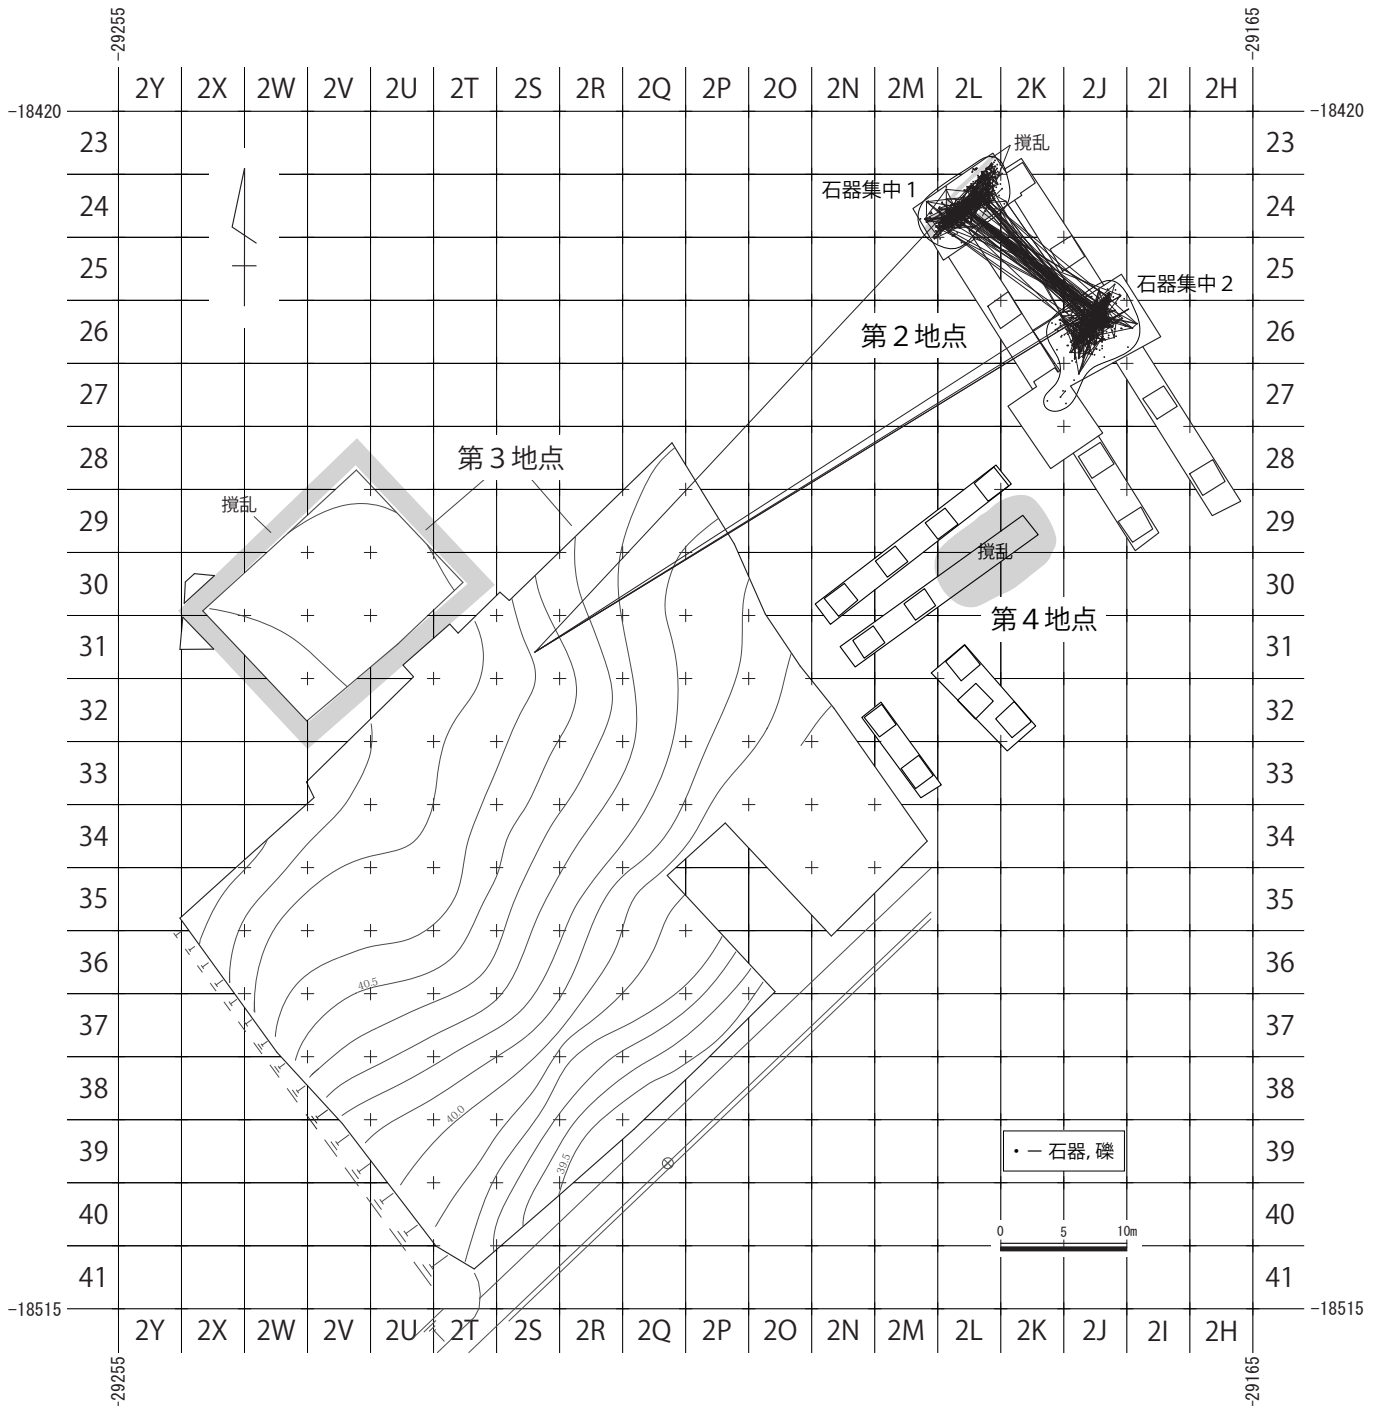 -29255
-29165
2Y 2X 2W 2V 2U 2T 2S 2R 2Q 2P 2O 2N 2M 2L 2K 2J 2I 2H
-18420
-18420
23 撹乱 23
石器集中1
24 24
25 石器集中2 25
26 第2地点 26
27 27
28 第3地点 28
29 撹乱 29
撹乱
30 30
第4地点
31 31
32 32
33 33
34 34
35 35
36 36
40.5
37 37
38 38
40.0
39 39.5 ・ー 石器, 礫 39
40 40
0 5 10m
41 41
-18515
-18515
2Y 2X 2W 2V 2U 2T 2S 2R 2Q 2P 2O 2N 2M 2L 2K 2J 2I 2H
-29255
-29165